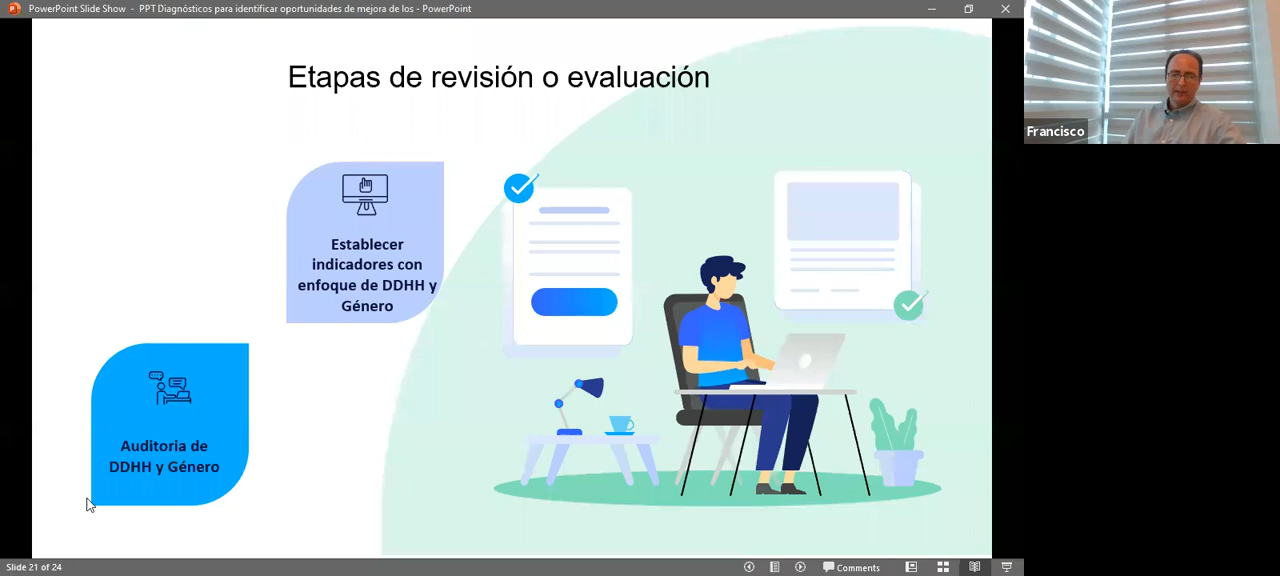 PowerPoint Slide Show - PPT Diagnósticos para identificar oportunidades de mejora de los - PowerPoint
Francisco
Etapas de revisión o evaluación
Establecer
indicadores con
enfoque de DDHH y
Género
Auditoria de
DDHH y Género
Slide 21 of 24
Comments